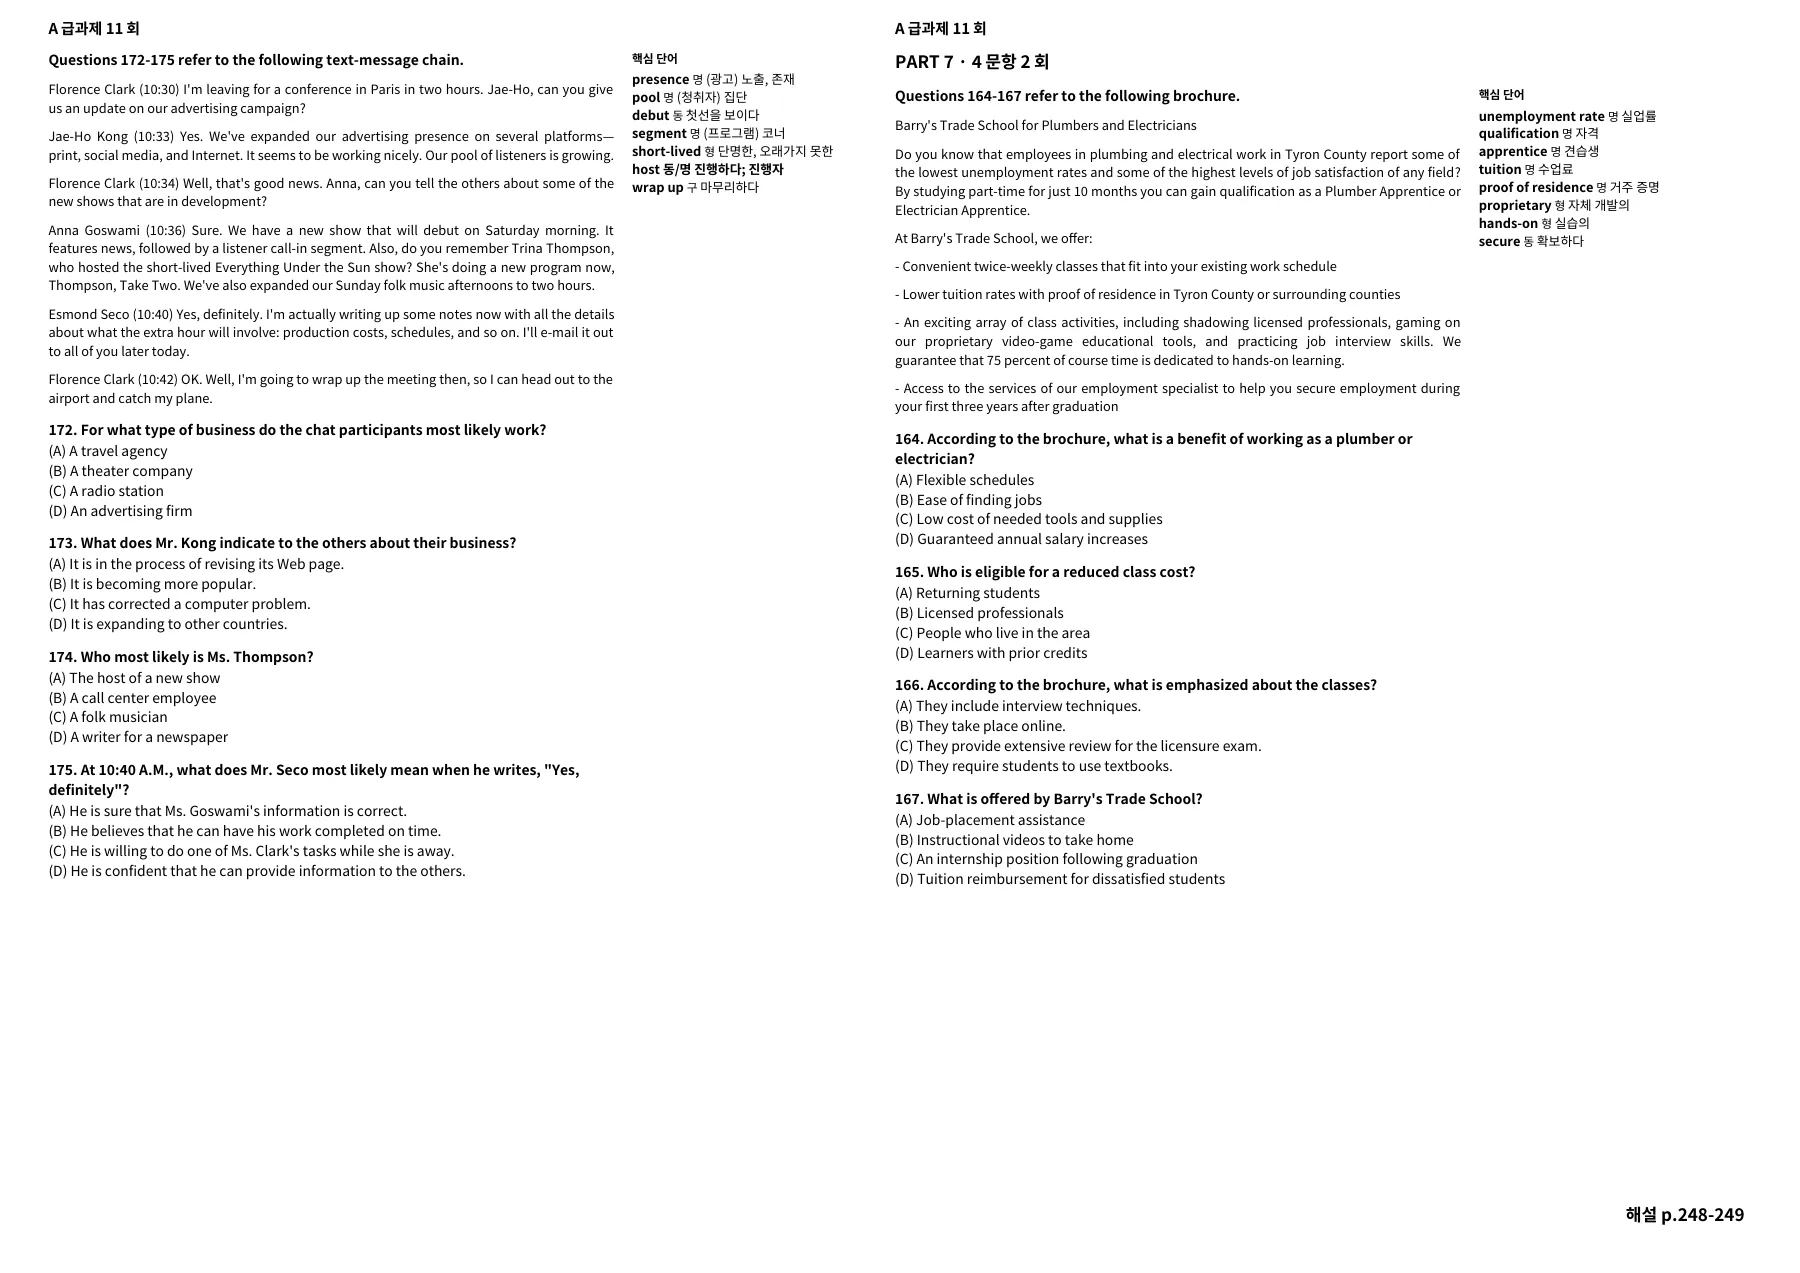 A 급과제 11 회
Questions 172-175 refer to the following text-message chain.
Florence Clark (10:30) I'm leaving for a conference in Paris in two hours. Jae-Ho, can you give
us an update on our advertising campaign?
Jae-Ho Kong (10:33) Yes. We've expanded our advertising presence on several platforms—
print, social media, and Internet. It seems to be working nicely. Our pool of listeners is growing.
Florence Clark (10:34) Well, that's good news. Anna, can you tell the others about some of the
new shows that are in development?
Anna Goswami (10:36) Sure. We have a new show that will debut on Saturday morning. It
features news, followed by a listener call-in segment. Also, do you remember Trina Thompson,
who hosted the short-lived Everything Under the Sun show? She's doing a new program now,
Thompson, Take Two. We've also expanded our Sunday folk music afternoons to two hours.
Esmond Seco (10:40) Yes, definitely. I'm actually writing up some notes now with all the details
about what the extra hour will involve: production costs, schedules, and so on. I'll e-mail it out
to all of you later today.
Florence Clark (10:42) OK. Well, I'm going to wrap up the meeting then, so I can head out to the
airport and catch my plane.
172. For what type of business do the chat participants most likely work?
(A) A travel agency
(B) A theater company
(C) A radio station
(D) An advertising firm
173. What does Mr. Kong indicate to the others about their business?
(A) It is in the process of revising its Web page.
(B) It is becoming more popular.
(C) It has corrected a computer problem.
(D) It is expanding to other countries.
174. Who most likely is Ms. Thompson?
(A) The host of a new show
(B) A call center employee
(C) A folk musician
(D) A writer for a newspaper
175. At 10:40 A.M., what does Mr. Seco most likely mean when he writes, "Yes,
definitely"?
(A) He is sure that Ms. Goswami's information is correct.
(B) He believes that he can have his work completed on time.
(C) He is willing to do one of Ms. Clark's tasks while she is away.
(D) He is confident that he can provide information to the others.
핵심 단어
presence 명 (광고) 노출, 존재
pool 명 (청취자) 집단
debut 동 첫선을 보이다
segment 명 (프로그램) 코너
short-lived 형 단명한, 오래가지 못한
host 동/명 진행하다; 진행자
wrap up 구 마무리하다
A 급과제 11 회
PART 7 · 4 문항 2 회
Questions 164-167 refer to the following brochure.
Barry's Trade School for Plumbers and Electricians
Do you know that employees in plumbing and electrical work in Tyron County report some of
the lowest unemployment rates and some of the highest levels of job satisfaction of any field?
By studying part-time for just 10 months you can gain qualification as a Plumber Apprentice or
Electrician Apprentice.
At Barry's Trade School, we offer:
- Convenient twice-weekly classes that fit into your existing work schedule
- Lower tuition rates with proof of residence in Tyron County or surrounding counties
- An exciting array of class activities, including shadowing licensed professionals, gaming on
our proprietary video-game educational tools, and practicing job interview skills. We
guarantee that 75 percent of course time is dedicated to hands-on learning.
- Access to the services of our employment specialist to help you secure employment during
your first three years after graduation
164. According to the brochure, what is a benefit of working as a plumber or
electrician?
(A) Flexible schedules
(B) Ease of finding jobs
(C) Low cost of needed tools and supplies
(D) Guaranteed annual salary increases
165. Who is eligible for a reduced class cost?
(A) Returning students
(B) Licensed professionals
(C) People who live in the area
(D) Learners with prior credits
166. According to the brochure, what is emphasized about the classes?
(A) They include interview techniques.
(B) They take place online.
(C) They provide extensive review for the licensure exam.
(D) They require students to use textbooks.
167. What is offered by Barry's Trade School?
(A) Job-placement assistance
(B) Instructional videos to take home
(C) An internship position following graduation
(D) Tuition reimbursement for dissatisfied students
핵심 단어
unemployment rate 명 실업률
qualification 명 자격
apprentice 명 견습생
tuition 명 수업료
proof of residence 명 거주 증명
proprietary 형 자체 개발의
hands-on 형 실습의
secure 동 확보하다
해설 p.248-249